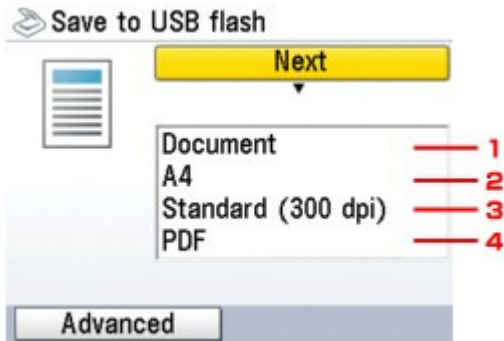 Save to USB flash
Next
Document 1
A4 2
Standard (300 dpi) 3
PDF 4
Advanced